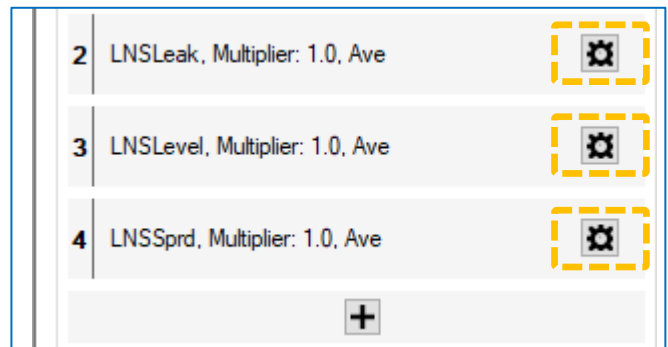 2 LNSLeak, Multiplier: 1.0, Ave
3 LNSLevel, Multiplier: 1.0, Ave
4 LNSSprd, Multiplier: 1.0, Ave
+